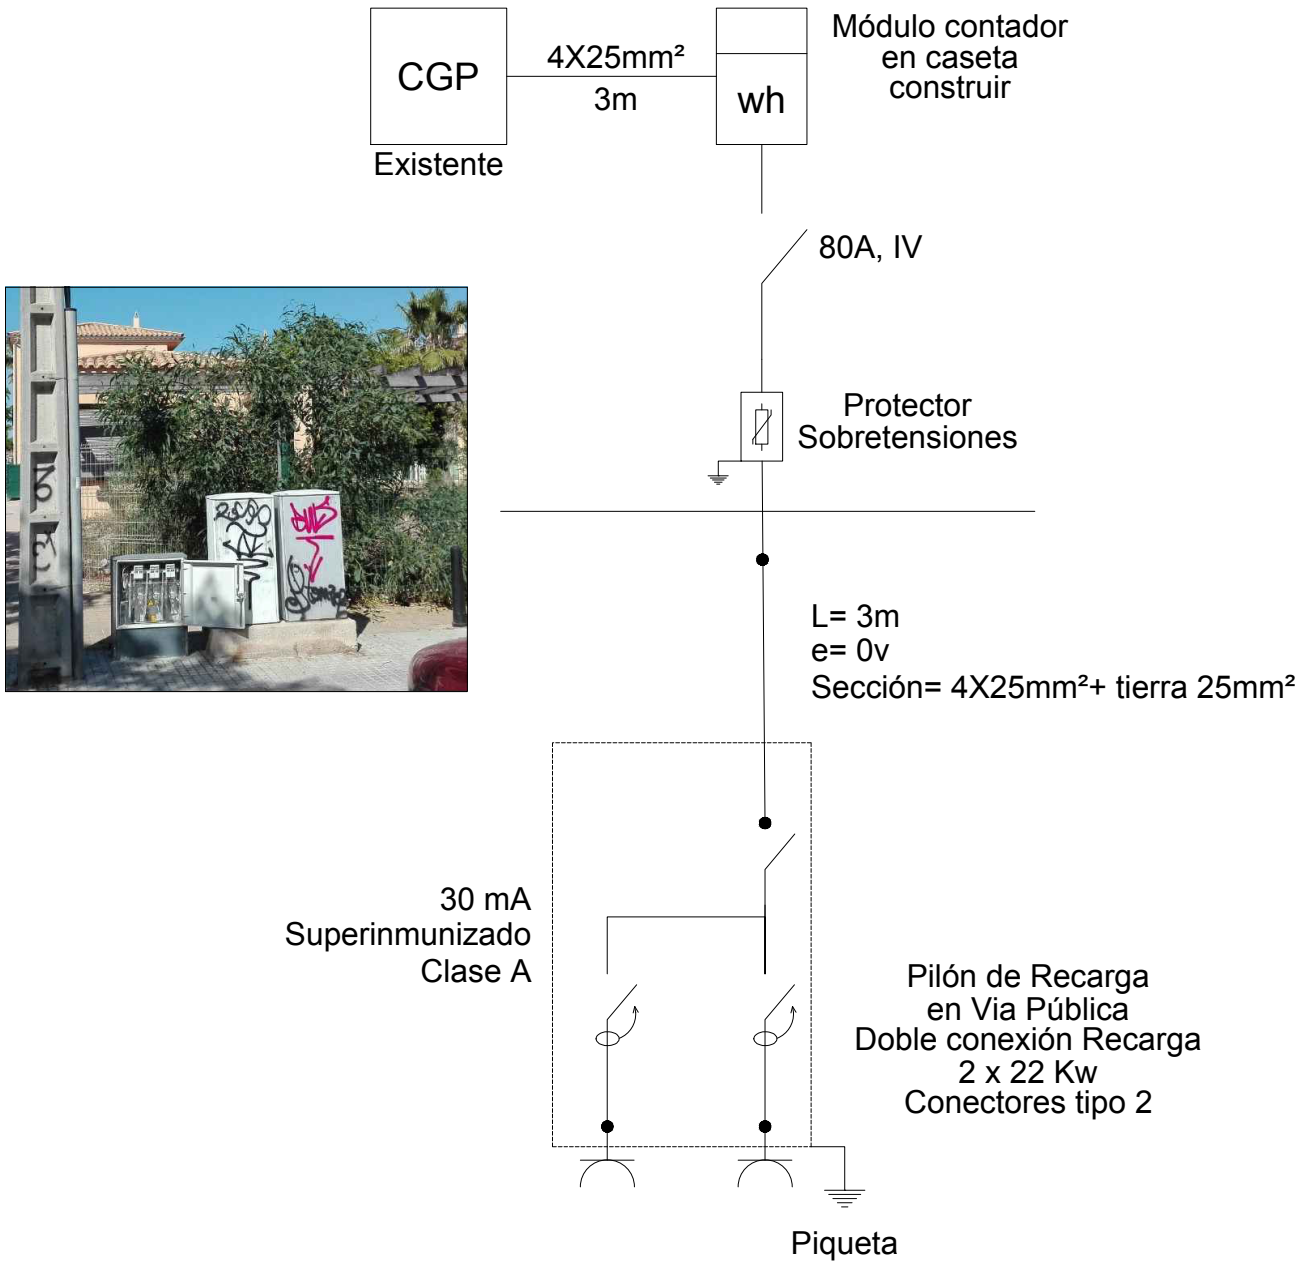 CGP
4X25mm²
3m
wh
Módulo contador
en caseta
construir
Existente
80A, IV
Protector
Sobretensiones
L= 3m
e= 0v
Sección= 4X25mm²+ tierra 25mm²
30 mA
Superinmunizado
Clase A
Pilón de Recarga
en Via Pública
Doble conexión Recarga
2 x 22 Kw
Conectores tipo 2
Piqueta